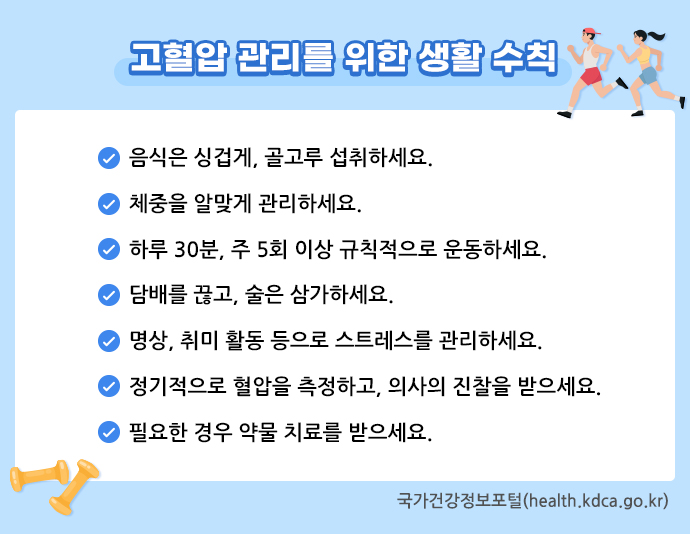 고혈압 관리를 위한 생활 수칙
음식은 싱겁게, 골고루 섭취하세요.
체중을 알맞게 관리하세요.
하루 30분, 주 5회 이상 규칙적으로 운동하세요.
담배를 끊고, 술은 삼가하세요.
명상, 취미 활동 등으로 스트레스를 관리하세요.
정기적으로 혈압을 측정하고, 의사의 진찰을 받으세요.
필요한 경우 약물 치료를 받으세요.
국가건강정보포털(health.kdca.go.kr)